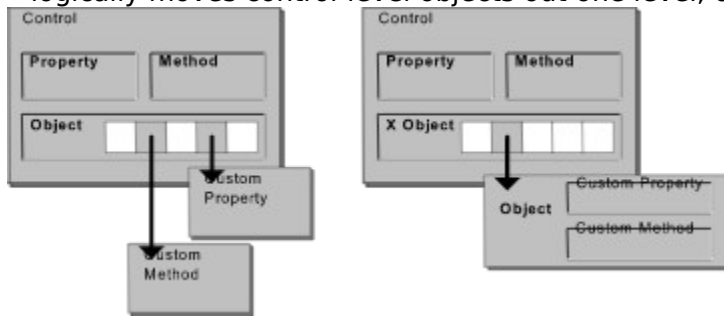 logically moves control level objects out one level,
Control
Property
Method
Object
Custom
Property
Custom
Method
Control
Property
Method
X Object
Object
Custom Property
Custom Method